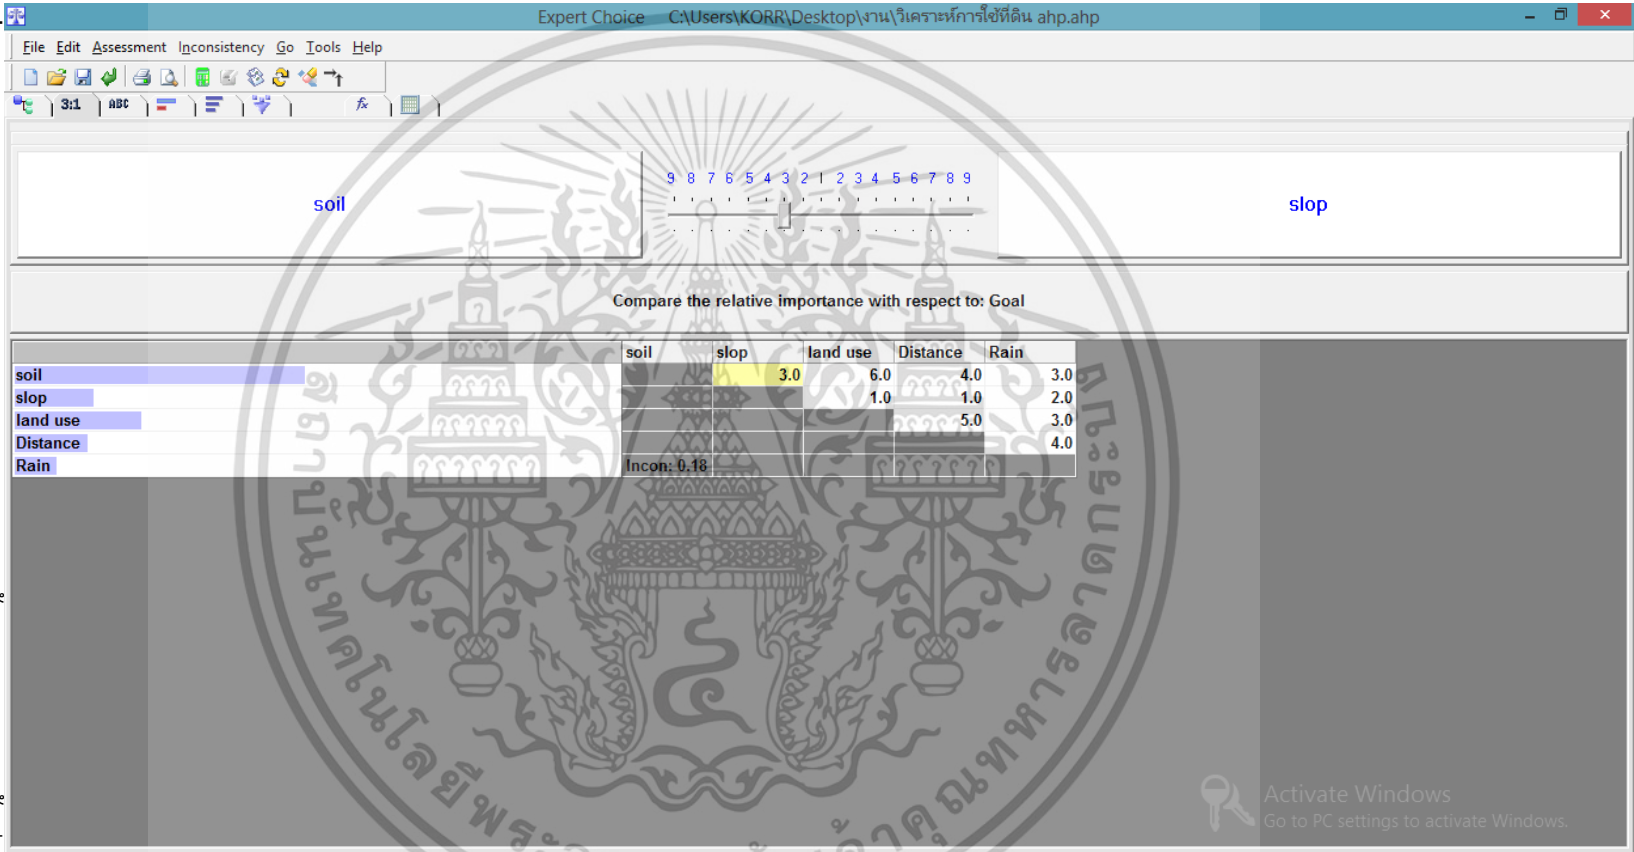 Expert Choice C:\Users\KORR\Desktop\งาน\วิเคราะห์การใช้ที่ดิน ahp.ahp
File Edit Assessment Inconsistency Go Tools Help
3:1 ABC fx
9 8 7 6 5 4 3 2 1 2 3 4 5 6 7 8 9
soil slop
Compare the relative importance with respect to: Goal
soil slop land use Distance Rain
soil 3.0 6.0 4.0 3.0
slop 1.0 1.0 2.0
land use 5.0 3.0
Distance 4.0
Rain Incon: 0.18
Activate Windows
Go to PC settings to activate Windows.